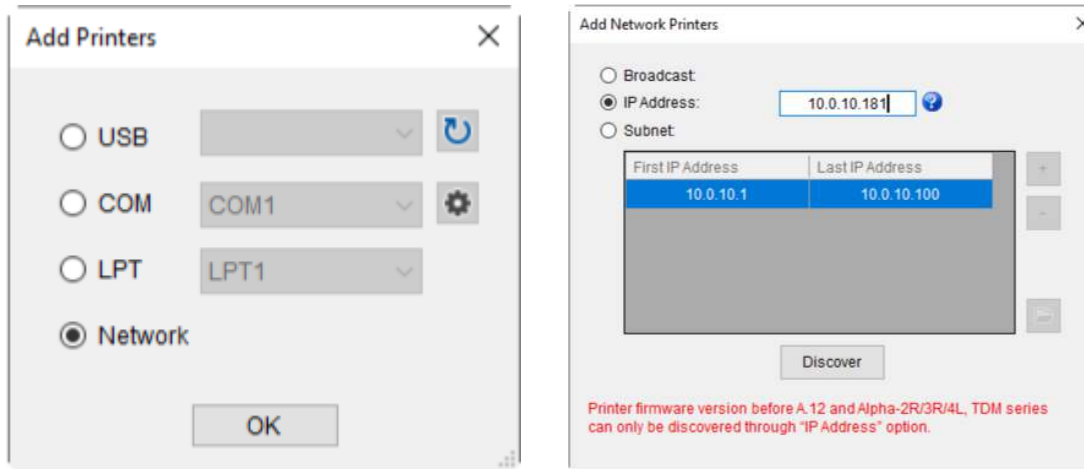 Add Printers
USB
COM COM1
LPT LPT1
Network
OK
Add Network Printers
Broadcast:
IP Address: 10.0.10.181
Subnet:
First IP Address Last IP Address
10.0.10.1 10.0.10.100
+
-
Discover
Printer firmware version before A.12 and Alpha-2R/3R/4L, TDM series
can only be discovered through "IP Address" option.